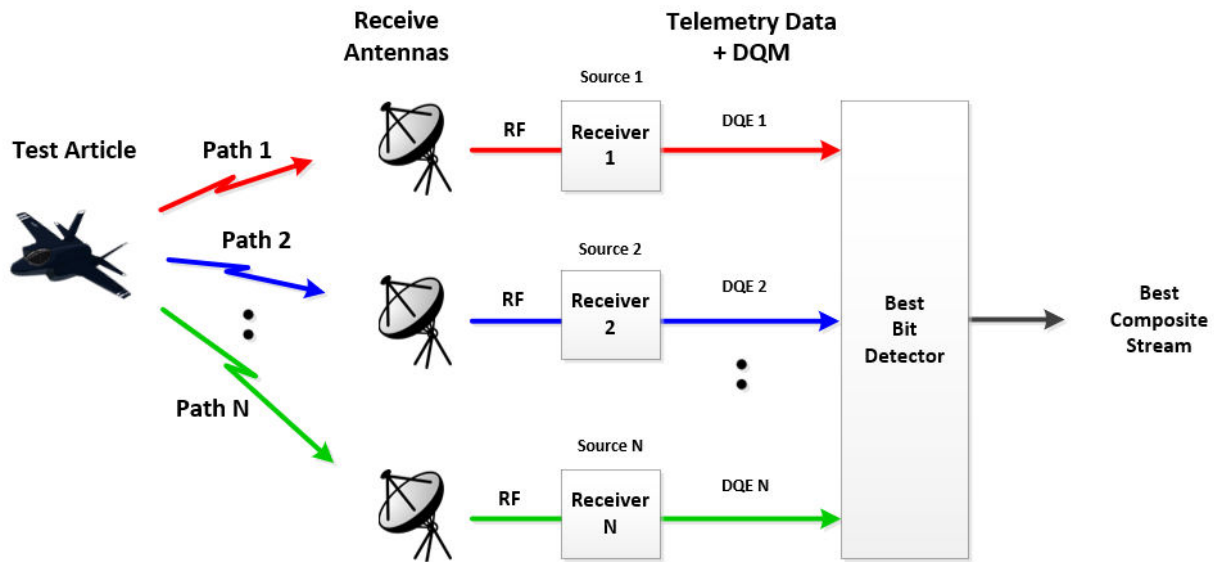 Receive
Antennas
Telemetry Data
+ DQM
Test Article
Path 1
RF
Source 1
Receiver
1
DQE 1
Path 2
RF
Source 2
Receiver
2
DQE 2
Path N
RF
Source N
Receiver
N
DQE N
Best
Bit
Detector
Best
Composite
Stream